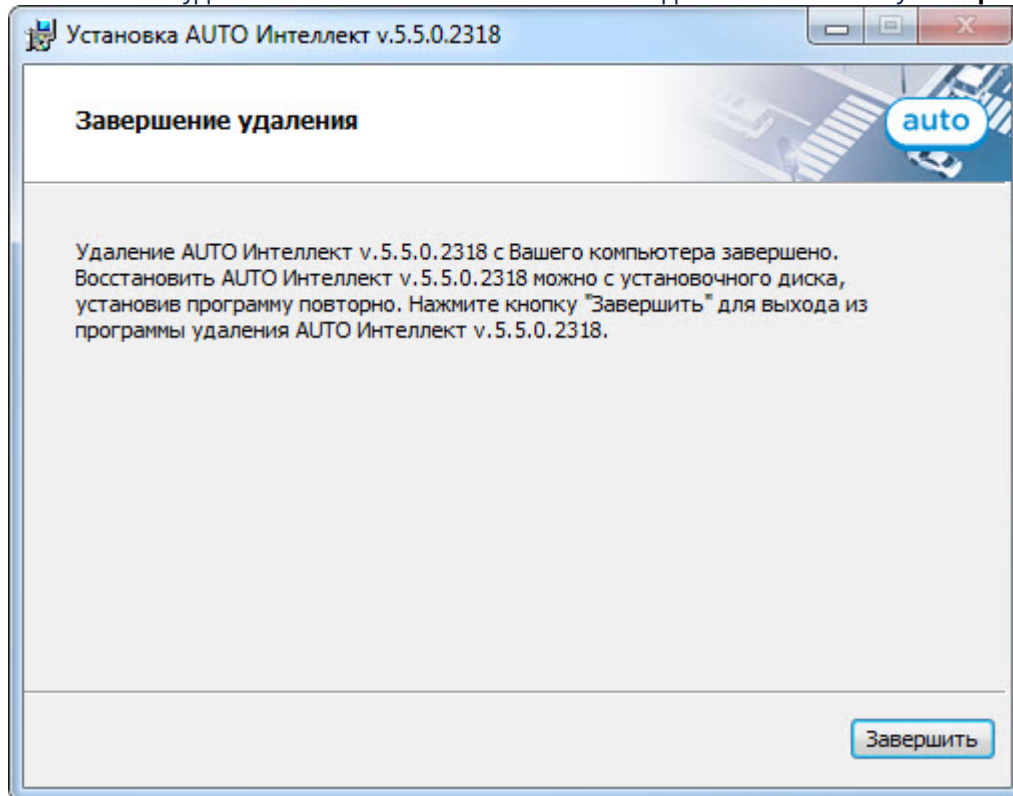 Установка AUTO Интеллект v.5.5.0.2318
Завершение удаления
auto
Удаление AUTO Интеллект v.5.5.0.2318 с Вашего компьютера завершено.
Восстановить AUTO Интеллект v.5.5.0.2318 можно с установочного диска,
установив программу повторно. Нажмите кнопку "Завершить" для выхода из
программы удаления AUTO Интеллект v.5.5.0.2318.
Завершить